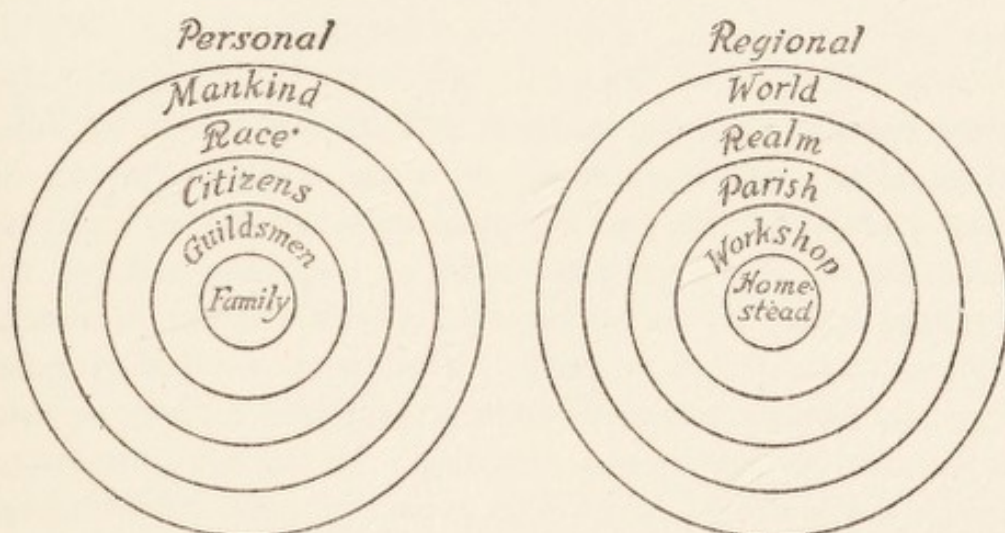 Personal
Mankind
Race
Citizens
Guildsmen
Family
Regional
World
Realm
Parish
Workshop
Home-
stead